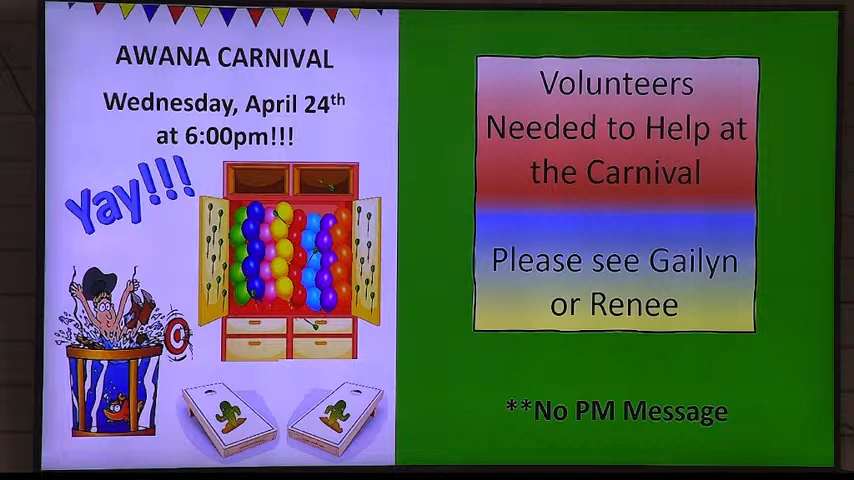 AWANA CARNIVAL
Wednesday, April 24th
at 6:00pm!!!
Yay!!!
Volunteers
Needed to Help at
the Carnival
Please see Gailyn
or Renee
**No PM Message